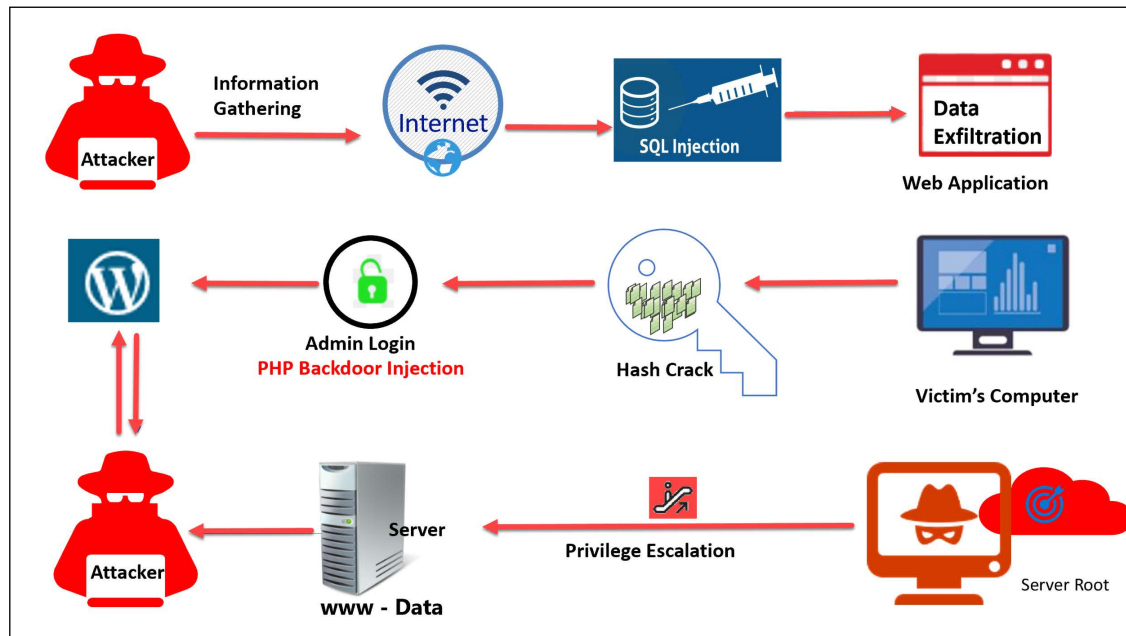 Information
Gathering
Attacker
Internet
SQL Injection
Data
Exfiltration
Web Application
W
Admin Login
PHP Backdoor Injection
Hash Crack
Victim's Computer
Attacker
Server
www - Data
Privilege Escalation
Server Root